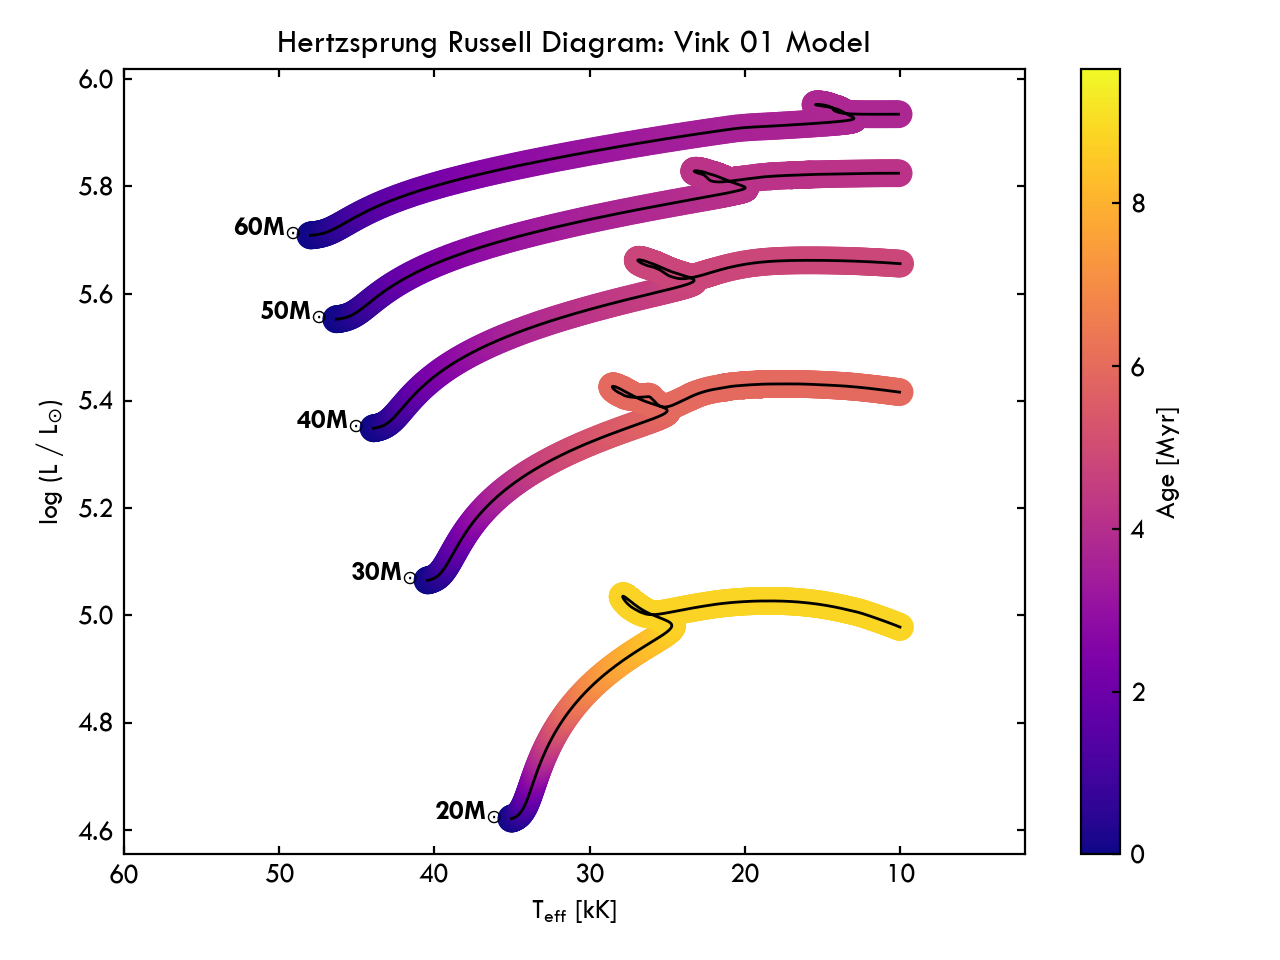 Hertzsprung Russell Diagram: Vink 01 Model
6.0
5.8
5.6
5.4
5.2
5.0
4.8
4.6
log (L / L☉)
60M☉
50M☉
40M☉
30M☉
20M☉
60 50 40 30 20 10
T_eff [kK]
8
6
4
2
0
Age [Myr]